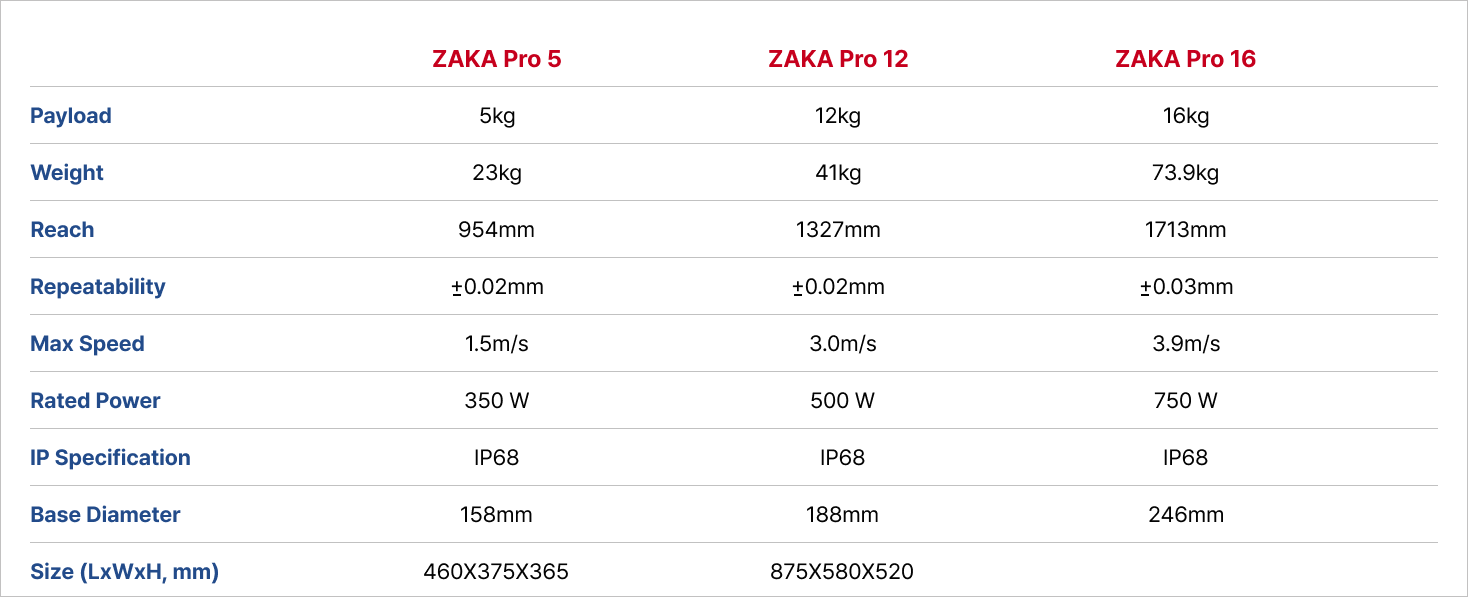 ZAKA Pro 5 ZAKA Pro 12 ZAKA Pro 16
Payload 5kg 12kg 16kg
Weight 23kg 41kg 73.9kg
Reach 954mm 1327mm 1713mm
Repeatability ±0.02mm ±0.02mm ±0.03mm
Max Speed 1.5m/s 3.0m/s 3.9m/s
Rated Power 350 W 500 W 750 W
IP Specification IP68 IP68 IP68
Base Diameter 158mm 188mm 246mm
Size (LxWxH, mm) 460X375X365 875X580X520